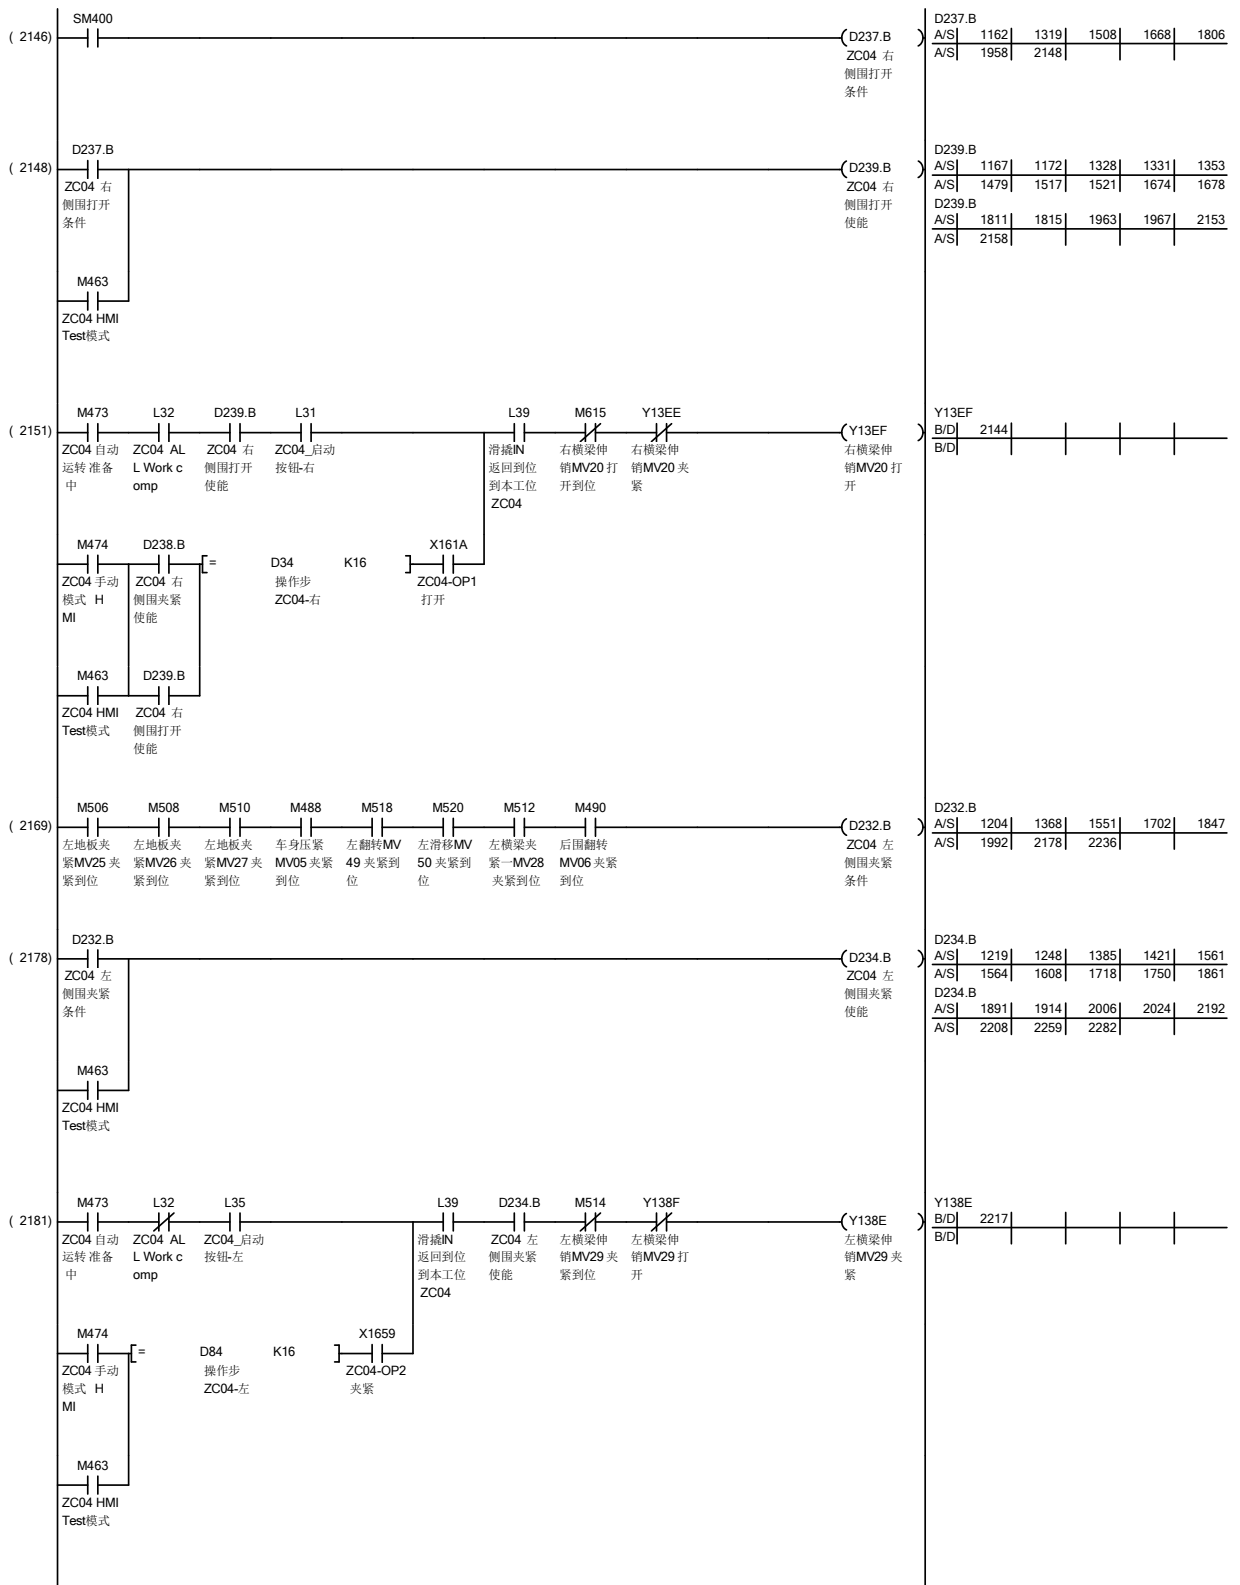 SM400
( 2146)
D237.B
ZC04 右
侧围打开
条件
D237.B
A/S 1162 1319 1508 1668 1806
A/S 1958 2148
D237.B
( 2148)
ZC04 右
侧围打开
条件
D239.B
ZC04 右
侧围打开
使能
D239.B
A/S 1167 1172 1328 1331 1353
A/S 1479 1517 1521 1674 1678
D239.B
A/S 1811 1815 1963 1967 2153
A/S 2158
M463
ZC04 HMI
Test模式
M473 L32 D239.B L31 L39 M615 Y13EE
( 2151)
ZC04 自动
运转 准备
中
ZC04 AL
L Work c
omp
ZC04 右
侧围打开
使能
ZC04_启动
按钮-右
滑撬IN
返回到位
到本工位
ZC04
右横梁伸
销MV20 打
开到位
右横梁伸
销MV20 夹
紧
Y13EF
右横梁伸
销MV20 打
开
Y13EF
B/D 2144
B/D
M474 D238.B = D34 K16 X161A
ZC04 手动
模式 H
MI
ZC04 右
侧围夹紧
使能
操作步
ZC04-右
ZC04-OP1
打开
M463 D239.B
ZC04 HMI
Test模式
ZC04 右
侧围打开
使能
M506 M508 M510 M488 M518 M520 M512 M490
( 2169)
左地板夹
紧MV25 夹
紧到位
左地板夹
紧MV26 夹
紧到位
左地板夹
紧MV27 夹
紧到位
车身压紧
MV05 夹紧
到位
左翻转MV
49 夹紧到
位
左滑移MV
50 夹紧到
位
左横梁夹
紧一MV28
夹紧到位
后围翻转
MV06 夹紧
到位
D232.B
ZC04 左
侧围夹紧
条件
D232.B
A/S 1204 1368 1551 1702 1847
A/S 1992 2178 2236
D232.B
( 2178)
ZC04 左
侧围夹紧
条件
D234.B
ZC04 左
侧围夹紧
使能
D234.B
A/S 1219 1248 1385 1421 1561
A/S 1564 1608 1718 1750 1861
D234.B
A/S 1891 1914 2006 2024 2192
A/S 2208 2259 2282
M463
ZC04 HMI
Test模式
M473 L32 L35 L39 D234.B M514 Y138F
( 2181)
ZC04 自动
运转 准备
中
ZC04 AL
L Work c
omp
ZC04_启动
按钮-左
滑撬IN
返回到位
到本工位
ZC04
ZC04 左
侧围夹紧
使能
左横梁伸
销MV29 夹
紧到位
左横梁伸
销MV29 打
开
Y138E
左横梁伸
销MV29 夹
紧
Y138E
B/D 2217
B/D
M474 = D84 K16 X1659
ZC04 手动
模式 H
MI
操作步
ZC04-左
ZC04-OP2
夹紧
M463
ZC04 HMI
Test模式